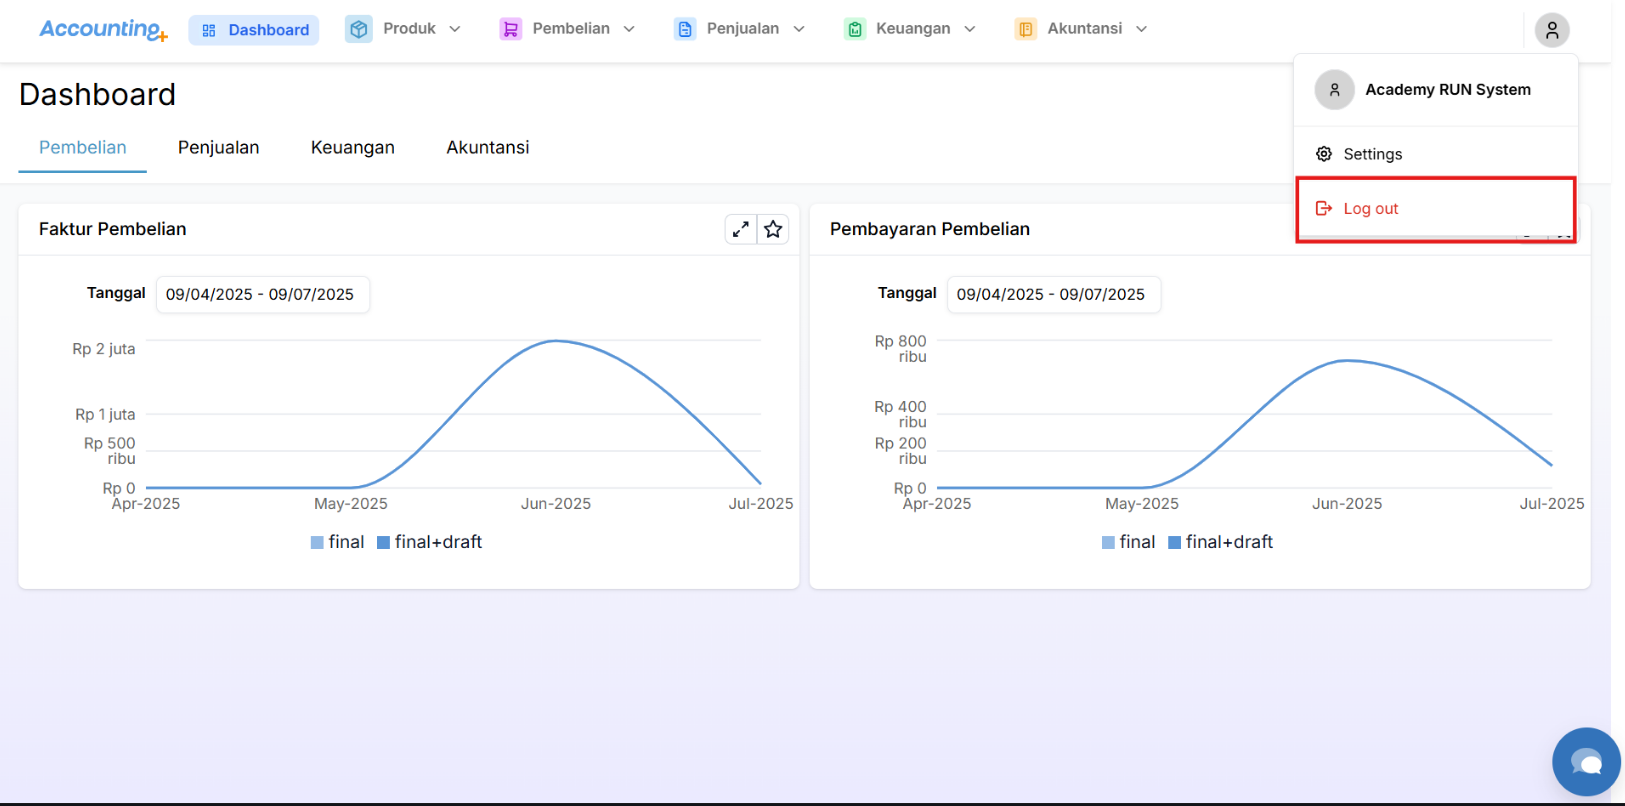 Accounting+
Dashboard
Produk
Pembelian
Penjualan
Keuangan
Akuntansi
Academy RUN System
Settings
Log out
Dashboard
Pembelian
Penjualan
Keuangan
Akuntansi
Faktur Pembelian
Tanggal
09/04/2025 - 09/07/2025
Rp 2 juta
Rp 1 juta
Rp 500
ribu
Rp 0
Apr-2025
May-2025
Jun-2025
Jul-2025
final
final+draft
Pembayaran Pembelian
Tanggal
09/04/2025 - 09/07/2025
Rp 800
ribu
Rp 400
ribu
Rp 200
ribu
Rp 0
Apr-2025
May-2025
Jun-2025
Jul-2025
final
final+draft